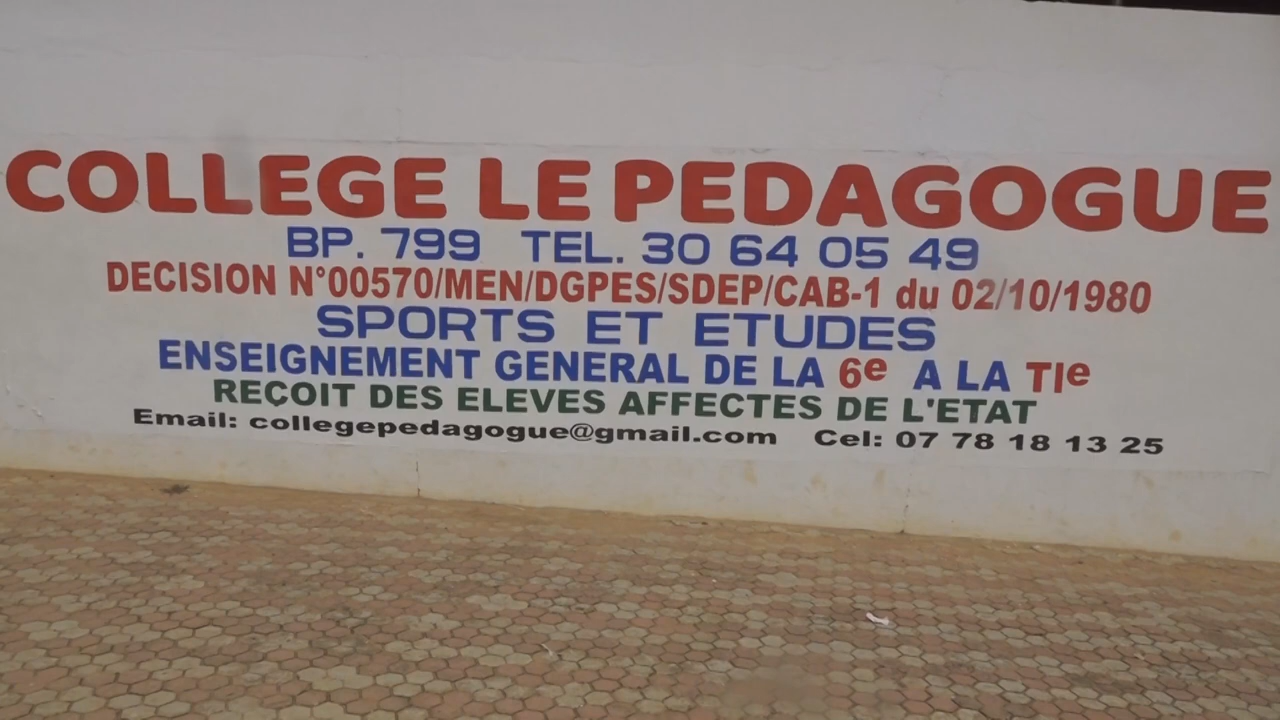 COLLEGE LE PEDAGOGUE
BP. 799 TEL. 30 64 05 49
DECISION N°00570/MEN/DGPES/SDEP/CAB-1 du 02/10/1980
SPORTS ET ETUDES
ENSEIGNEMENT GENERAL DE LA 6e A LA Tle
REÇOIT DES ELEVES AFFECTES DE L'ETAT
Email: collegepedagogue@gmail.com Cel: 07 78 18 13 25